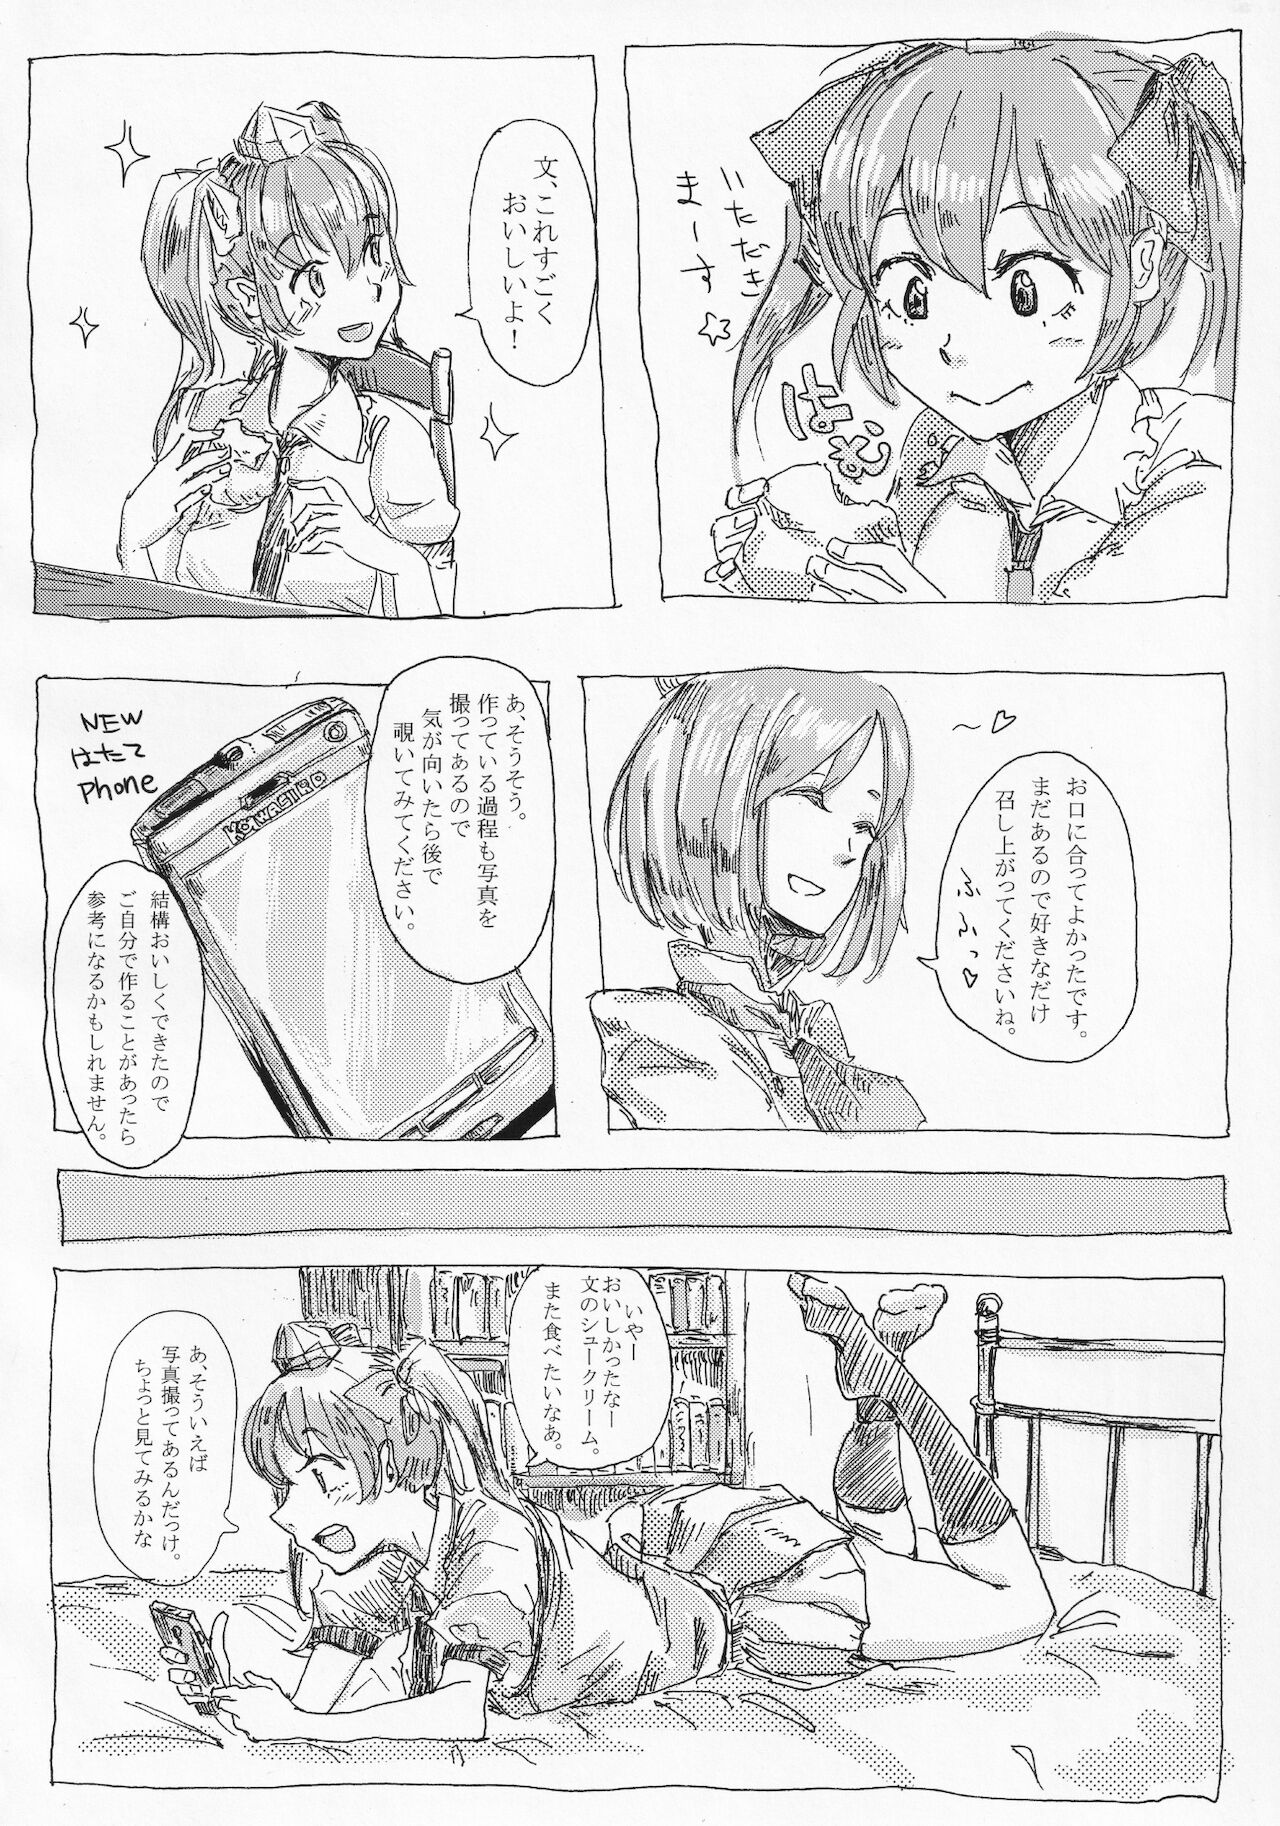 いただき
まーす
はむっ
文、これすごく
おいしいよ！
お口に合ってよかったです。
まだあるので好きなだけ
召し上がってくださいね。
ふふっ
あ、そうそう。
作っている過程も写真を
撮ってあるので
気が向いたら後で
覗いてみてください。
NEW
はたて
Phone
KAWAGIRO
結構おいしくできたので
ご自分で作ることがあったら
参考になるかもしれません。
いやー
おいしかったなー
文のシュークリーム。
また食べたいなあ。
あ、そういえば
写真撮ってあるんだっけ。
ちょっと見てみるかな